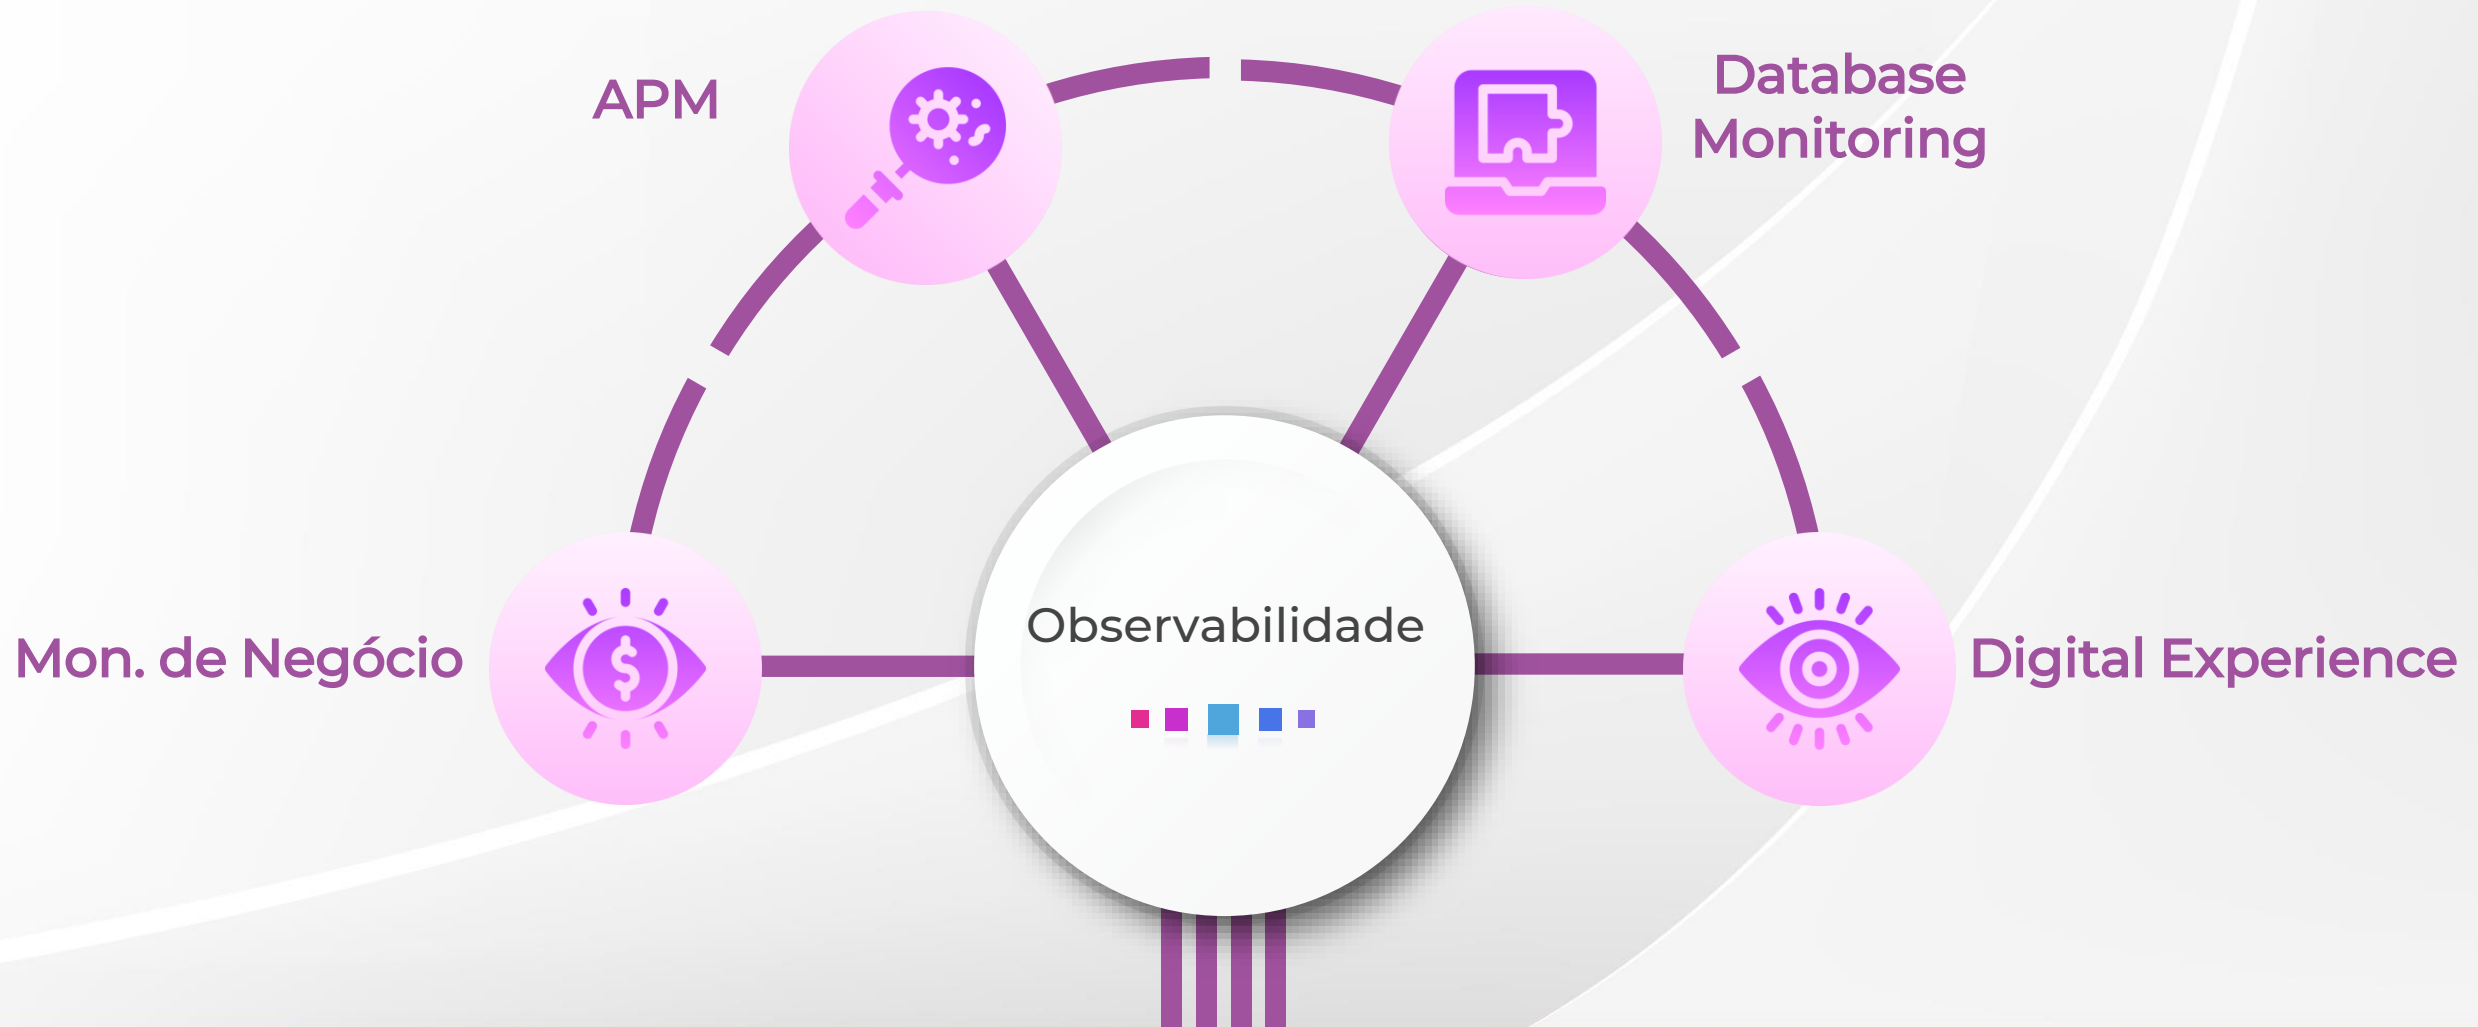 APM
Database
Monitoring
Observabilidade
Mon. de Negócio
Digital Experience